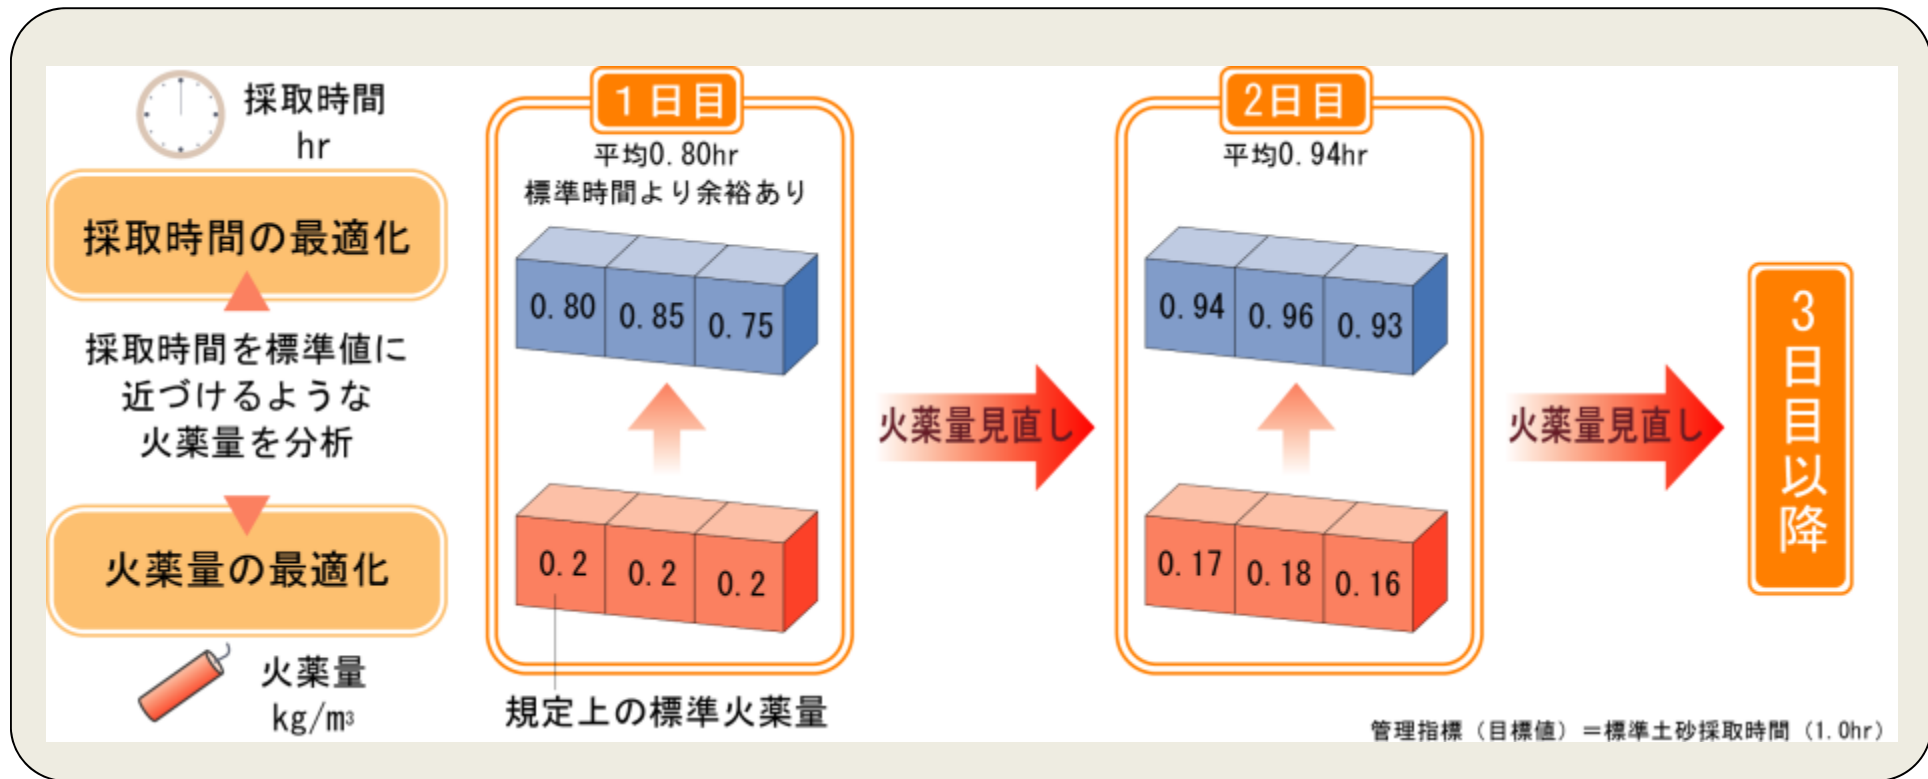 採取時間
hr
採取時間の最適化
採取時間を標準値に
近づけるような
火薬量を分析
火薬量の最適化
火薬量
kg/m³
1日目
平均0.80hr
標準時間より余裕あり
0.80 0.85 0.75
0.2 0.2 0.2
規定上の標準火薬量
火薬量見直し
2日目
平均0.94hr
0.94 0.96 0.93
0.17 0.18 0.16
火薬量見直し
3日目以降
管理指標（目標値）＝標準土砂採取時間（1.0hr）